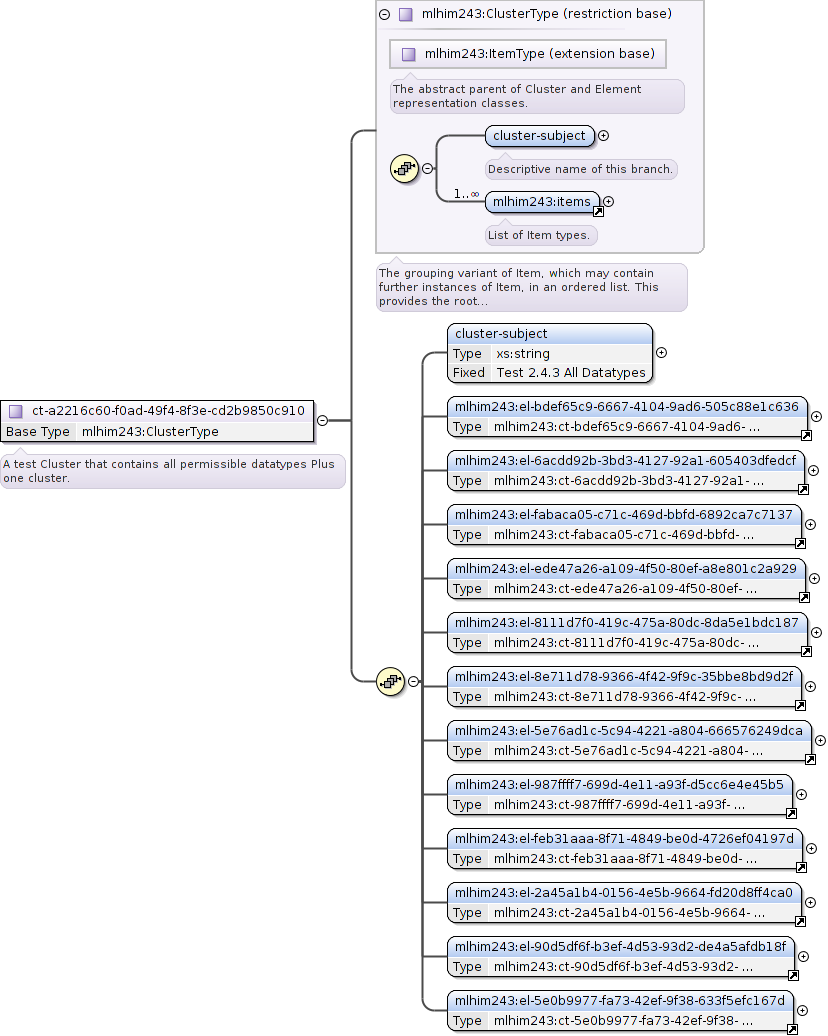 mlhim243:ClusterType (restriction base)
mlhim243:ItemType (extension base)
The abstract parent of Cluster and Element
representation classes.
cluster-subject
Descriptive name of this branch.
1..∞
mlhim243:items
List of Item types.
The grouping variant of Item, which may contain
further instances of Item, in an ordered list. This
provides the root...
ct-a2216c60-f0ad-49f4-8f3e-cd2b9850c910
Base Type mlhim243:ClusterType
A test Cluster that contains all permissible datatypes Plus
one cluster.
cluster-subject
Type xs:string
Fixed Test 2.4.3 All Datatypes
mlhim243:el-bdef65c9-6667-4104-9ad6-505c88e1c636
Type mlhim243:ct-bdef65c9-6667-4104-9ad6- ...
mlhim243:el-6acdd92b-3bd3-4127-92a1-605403dfedcf
Type mlhim243:ct-6acdd92b-3bd3-4127-92a1- ...
mlhim243:el-fabaca05-c71c-469d-bbfd-6892ca7c7137
Type mlhim243:ct-fabaca05-c71c-469d-bbfd- ...
mlhim243:el-ede47a26-a109-4f50-80ef-a8e801c2a929
Type mlhim243:ct-ede47a26-a109-4f50-80ef- ...
mlhim243:el-8111d7f0-419c-475a-80dc-8da5e1bdc187
Type mlhim243:ct-8111d7f0-419c-475a-80dc- ...
mlhim243:el-8e711d78-9366-4f42-9f9c-35bbe8bd9d2f
Type mlhim243:ct-8e711d78-9366-4f42-9f9c- ...
mlhim243:el-5e76ad1c-5c94-4221-a804-666576249dca
Type mlhim243:ct-5e76ad1c-5c94-4221-a804- ...
mlhim243:el-987ffff7-699d-4e11-a93f-d5cc6e4e45b5
Type mlhim243:ct-987ffff7-699d-4e11-a93f- ...
mlhim243:el-feb31aaa-8f71-4849-be0d-4726ef04197d
Type mlhim243:ct-feb31aaa-8f71-4849-be0d- ...
mlhim243:el-2a45a1b4-0156-4e5b-9664-fd20d8ff4ca0
Type mlhim243:ct-2a45a1b4-0156-4e5b-9664- ...
mlhim243:el-90d5df6f-b3ef-4d53-93d2-de4a5afdb18f
Type mlhim243:ct-90d5df6f-b3ef-4d53-93d2- ...
mlhim243:el-5e0b9977-fa73-42ef-9f38-633f5efc167d
Type mlhim243:ct-5e0b9977-fa73-42ef-9f38- ...